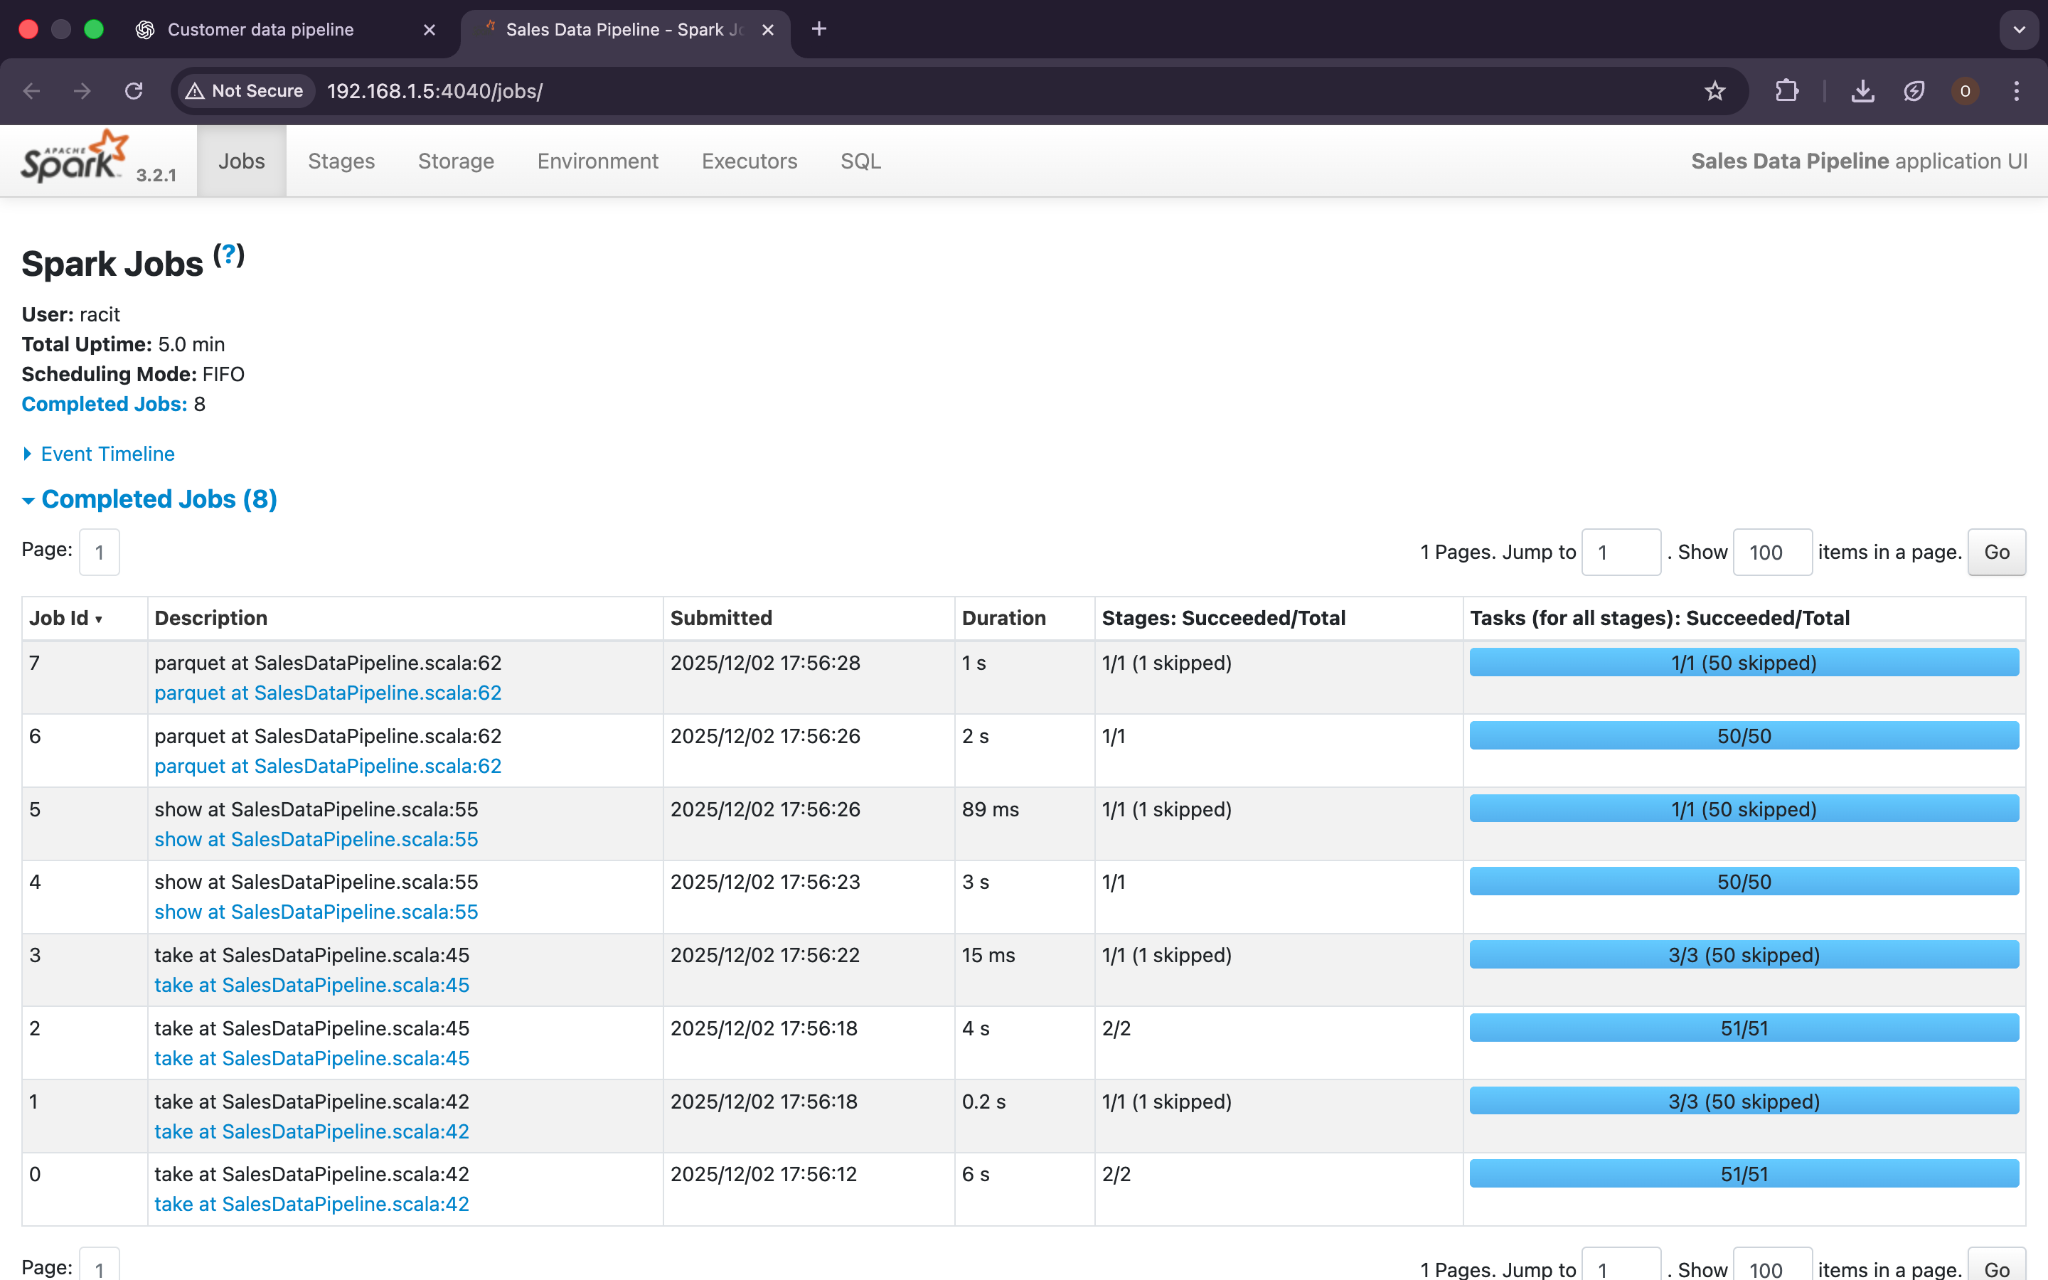 Customer data pipeline
Sales Data Pipeline - Spark Jo
Not Secure 192.168.1.5:4040/jobs/
O
APACHE Spark 3.2.1 Jobs Stages Storage Environment Executors SQL Sales Data Pipeline application UI
Spark Jobs (?)
User: racit
Total Uptime: 5.0 min
Scheduling Mode: FIFO
Completed Jobs: 8
Event Timeline
Completed Jobs (8)
Page: 1 1 Pages. Jump to 1 . Show 100 items in a page. Go
Job Id ▾ Description Submitted Duration Stages: Succeeded/Total Tasks (for all stages): Succeeded/Total
7 parquet at SalesDataPipeline.scala:62 2025/12/02 17:56:28 1 s 1/1 (1 skipped) 1/1 (50 skipped)
parquet at SalesDataPipeline.scala:62
6 parquet at SalesDataPipeline.scala:62 2025/12/02 17:56:26 2 s 1/1 50/50
parquet at SalesDataPipeline.scala:62
5 show at SalesDataPipeline.scala:55 2025/12/02 17:56:26 89 ms 1/1 (1 skipped) 1/1 (50 skipped)
show at SalesDataPipeline.scala:55
4 show at SalesDataPipeline.scala:55 2025/12/02 17:56:23 3 s 1/1 50/50
show at SalesDataPipeline.scala:55
3 take at SalesDataPipeline.scala:45 2025/12/02 17:56:22 15 ms 1/1 (1 skipped) 3/3 (50 skipped)
take at SalesDataPipeline.scala:45
2 take at SalesDataPipeline.scala:45 2025/12/02 17:56:18 4 s 2/2 51/51
take at SalesDataPipeline.scala:45
1 take at SalesDataPipeline.scala:42 2025/12/02 17:56:18 0.2 s 1/1 (1 skipped) 3/3 (50 skipped)
take at SalesDataPipeline.scala:42
0 take at SalesDataPipeline.scala:42 2025/12/02 17:56:12 6 s 2/2 51/51
take at SalesDataPipeline.scala:42
Page: 1 1 Pages. Jump to 1 . Show 100 items in a page. Go